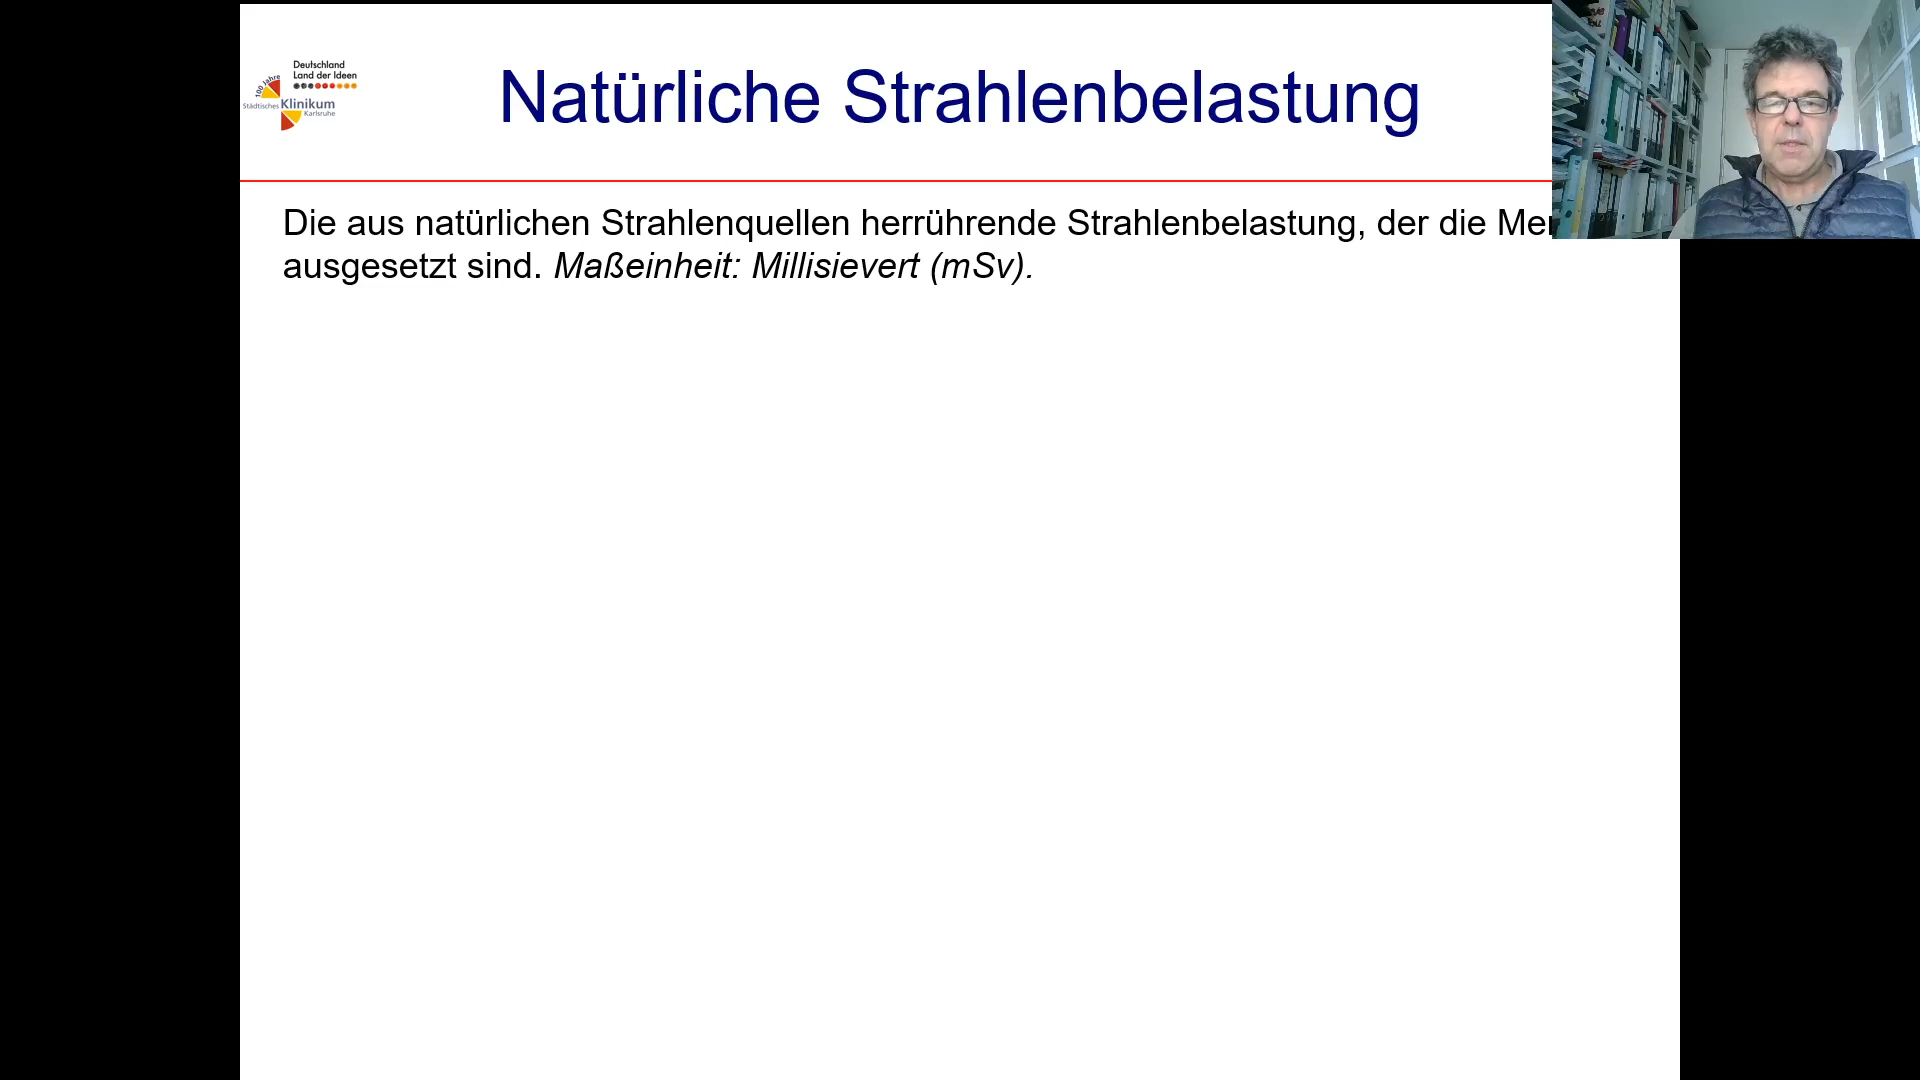 Deutschland
Land der Ideen
100 Jahre
Städtisches Klinikum
Karlsruhe
Natürliche Strahlenbelastung
Die aus natürlichen Strahlenquellen herrührende Strahlenbelastung, der die
ausgesetzt sind. Maßeinheit: Millisievert (mSv).